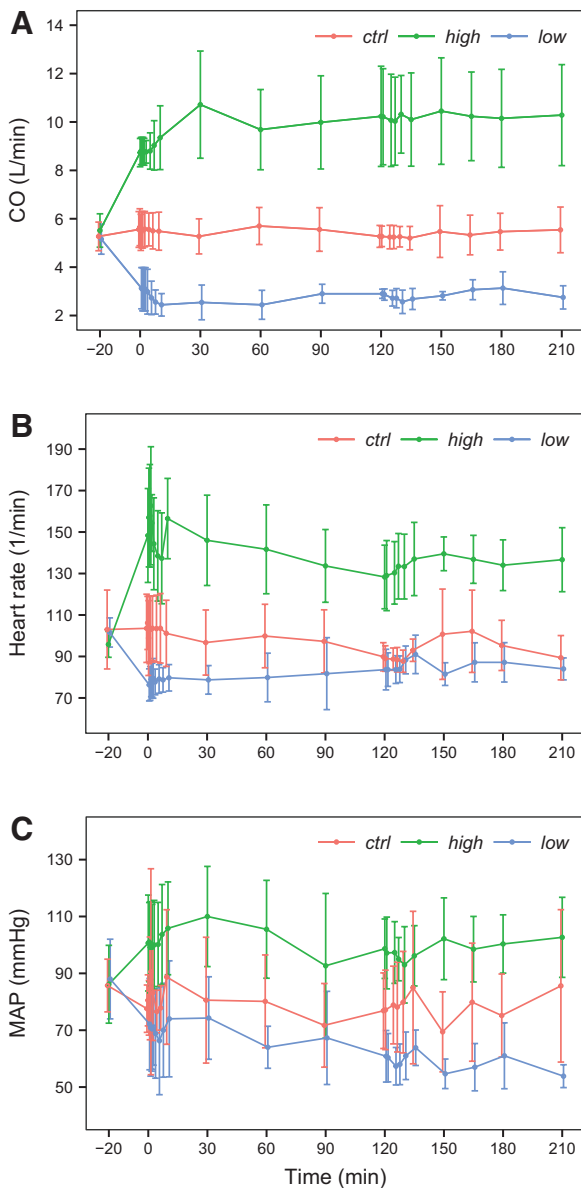 A
ctrl high low
CO (L/min)
14
12
10
8
6
4
2
−20 0 30 60 90 120 150 180 210
B
ctrl high low
Heart rate (1/min)
190
170
150
130
110
90
70
−20 0 30 60 90 120 150 180 210
C
ctrl high low
MAP (mmHg)
130
110
90
70
50
−20 0 30 60 90 120 150 180 210
Time (min)